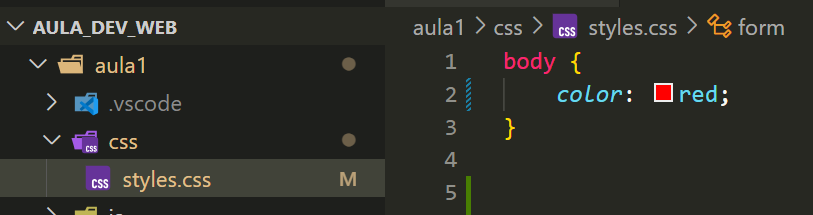 AULA_DEV_WEB
aula1
.vscode
css
styles.css M
aula1 > css > styles.css > form
1 body {
2 color: red;
3 }
4
5